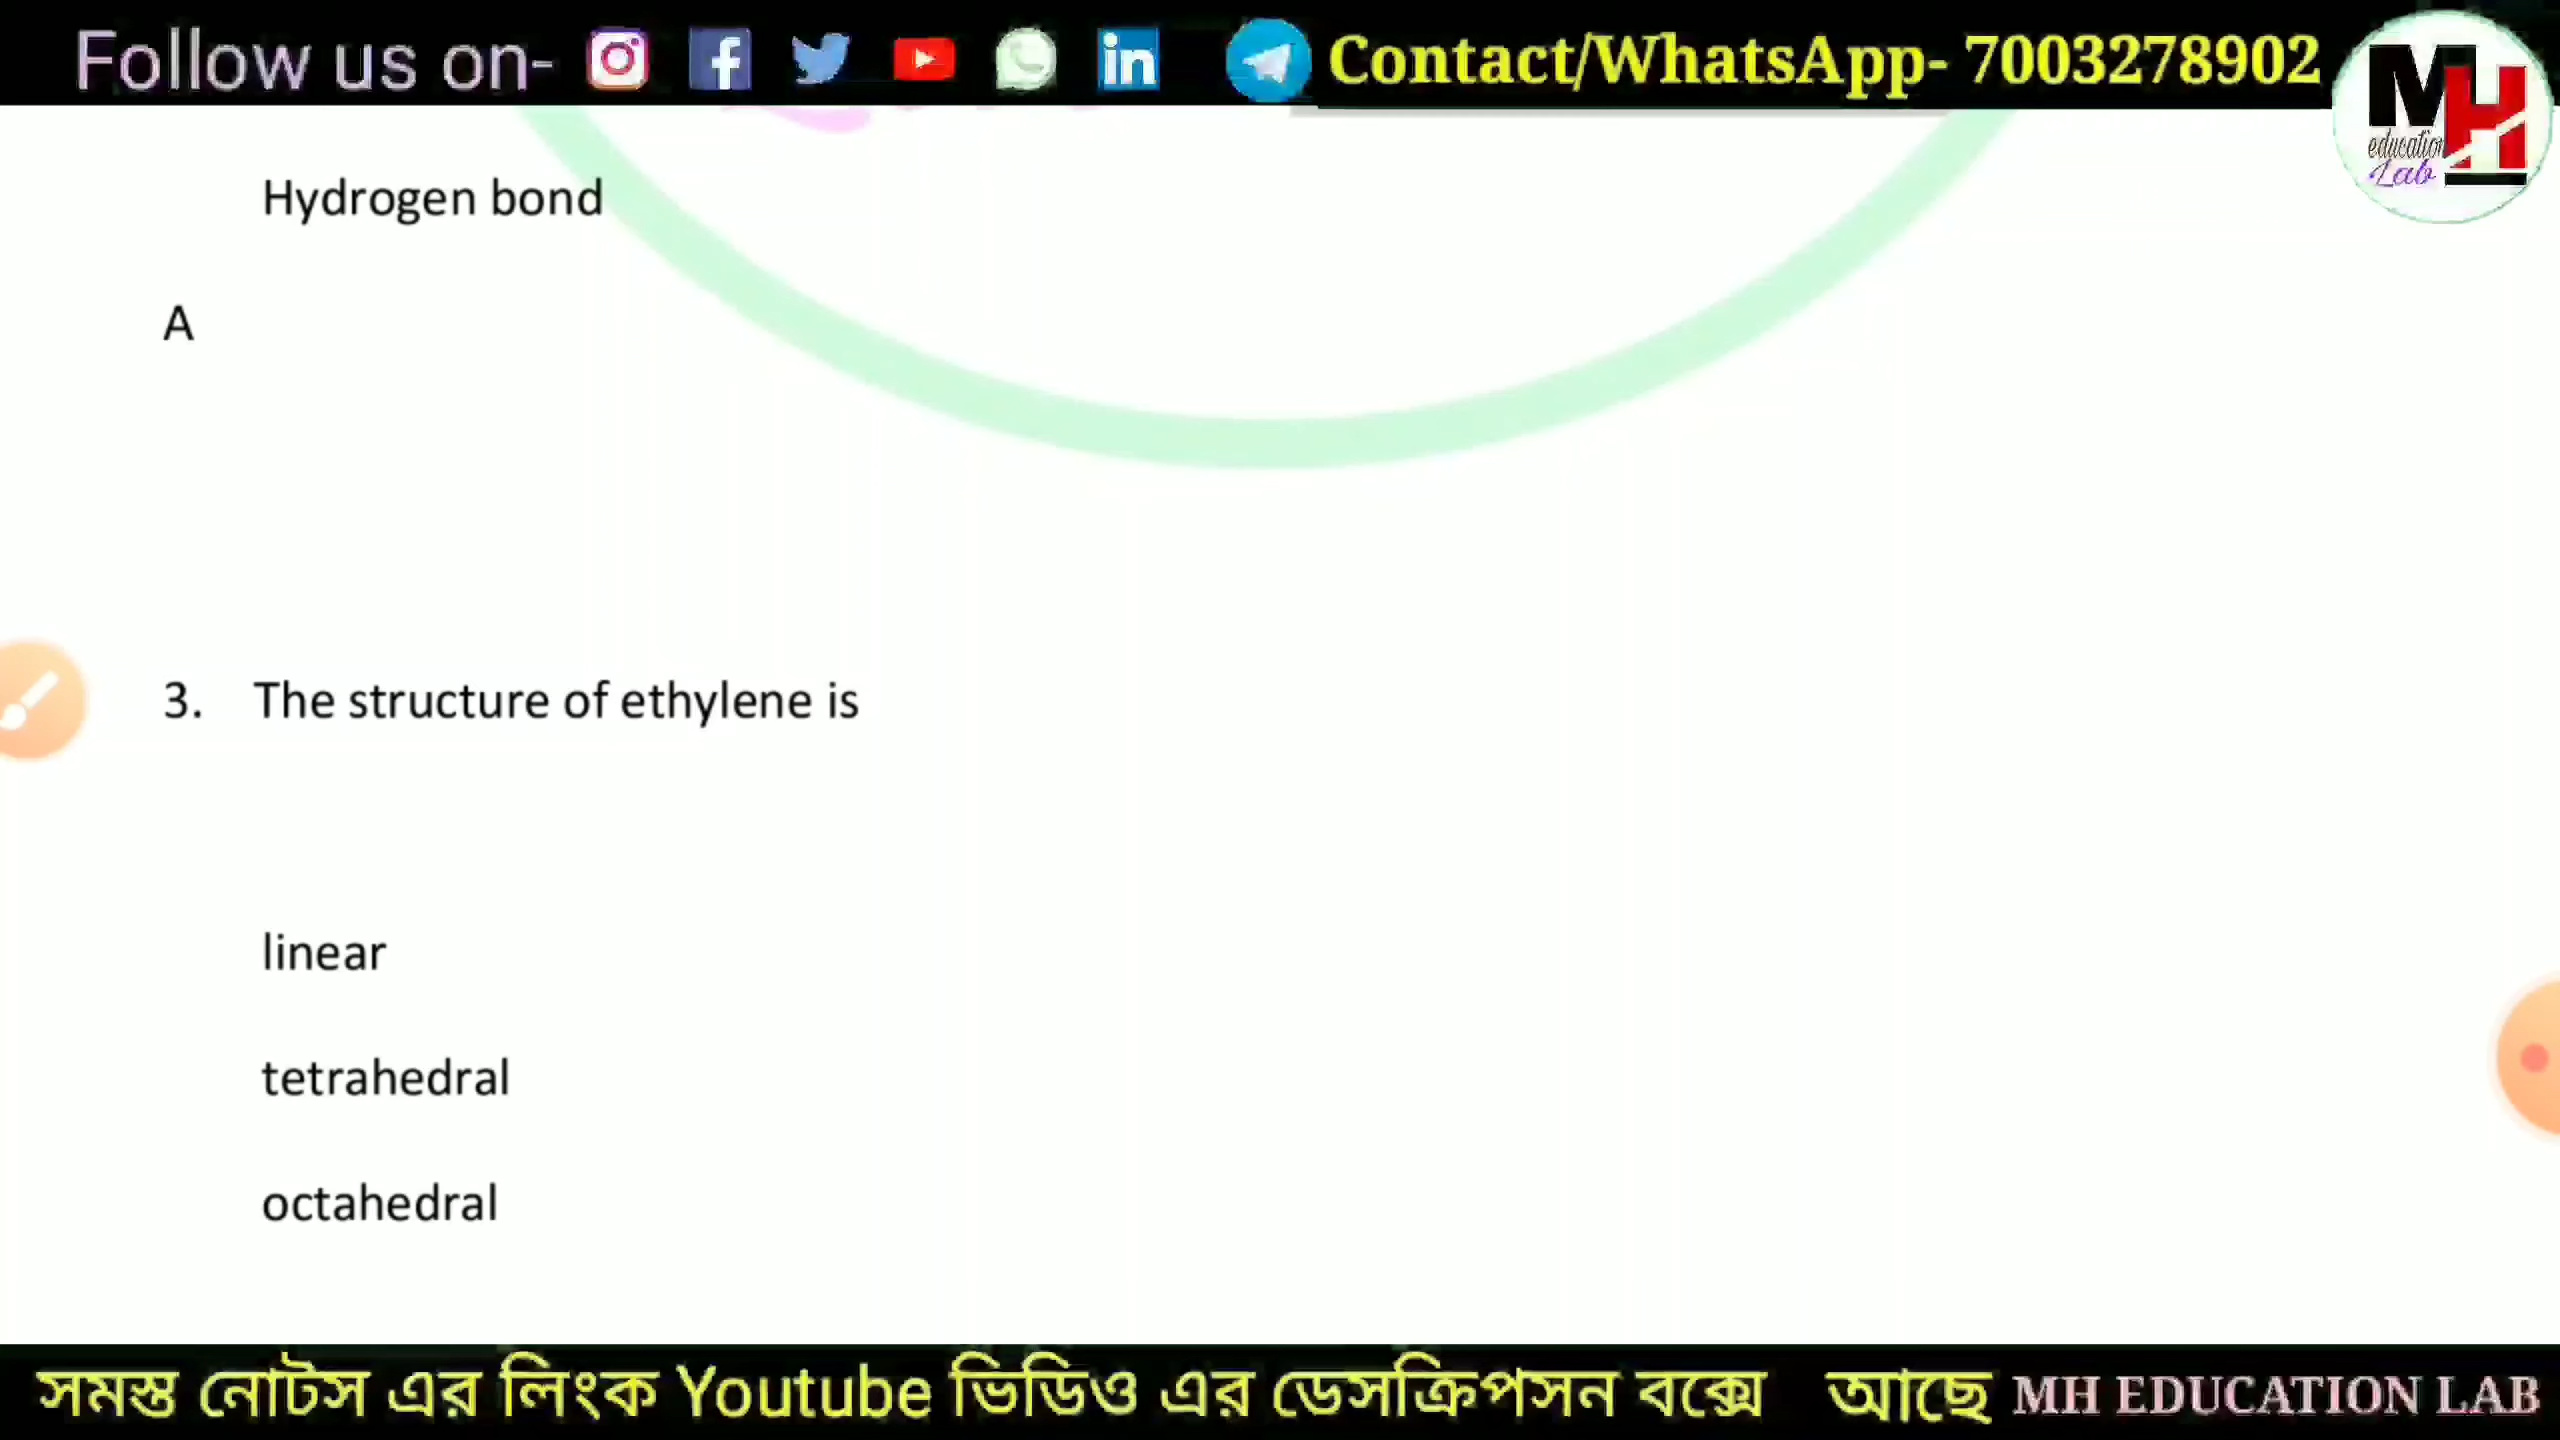 Follow us on- Contact/WhatsApp- 7003278902
MH
education
Lab
Hydrogen bond
A
3. The structure of ethylene is
linear
tetrahedral
octahedral
সমস্ত নোটস এর লিংক Youtube ভিডিও এর ডেসক্রিপসন বক্সে আছে MH EDUCATION LAB